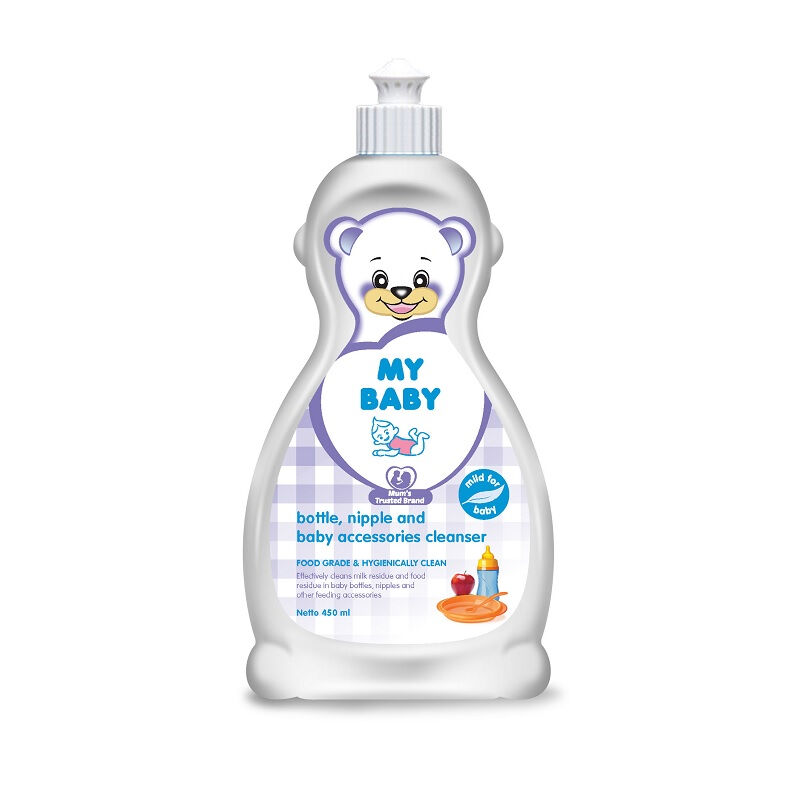 MY
BABY
Mum's
Trusted Brand
mild for
baby
bottle, nipple and
baby accessories cleanser
FOOD GRADE & HYGIENICALLY CLEAN
Effectively cleans milk residue and food
residue in baby bottles, nipples and
other feeding accessories
Netto 450 ml